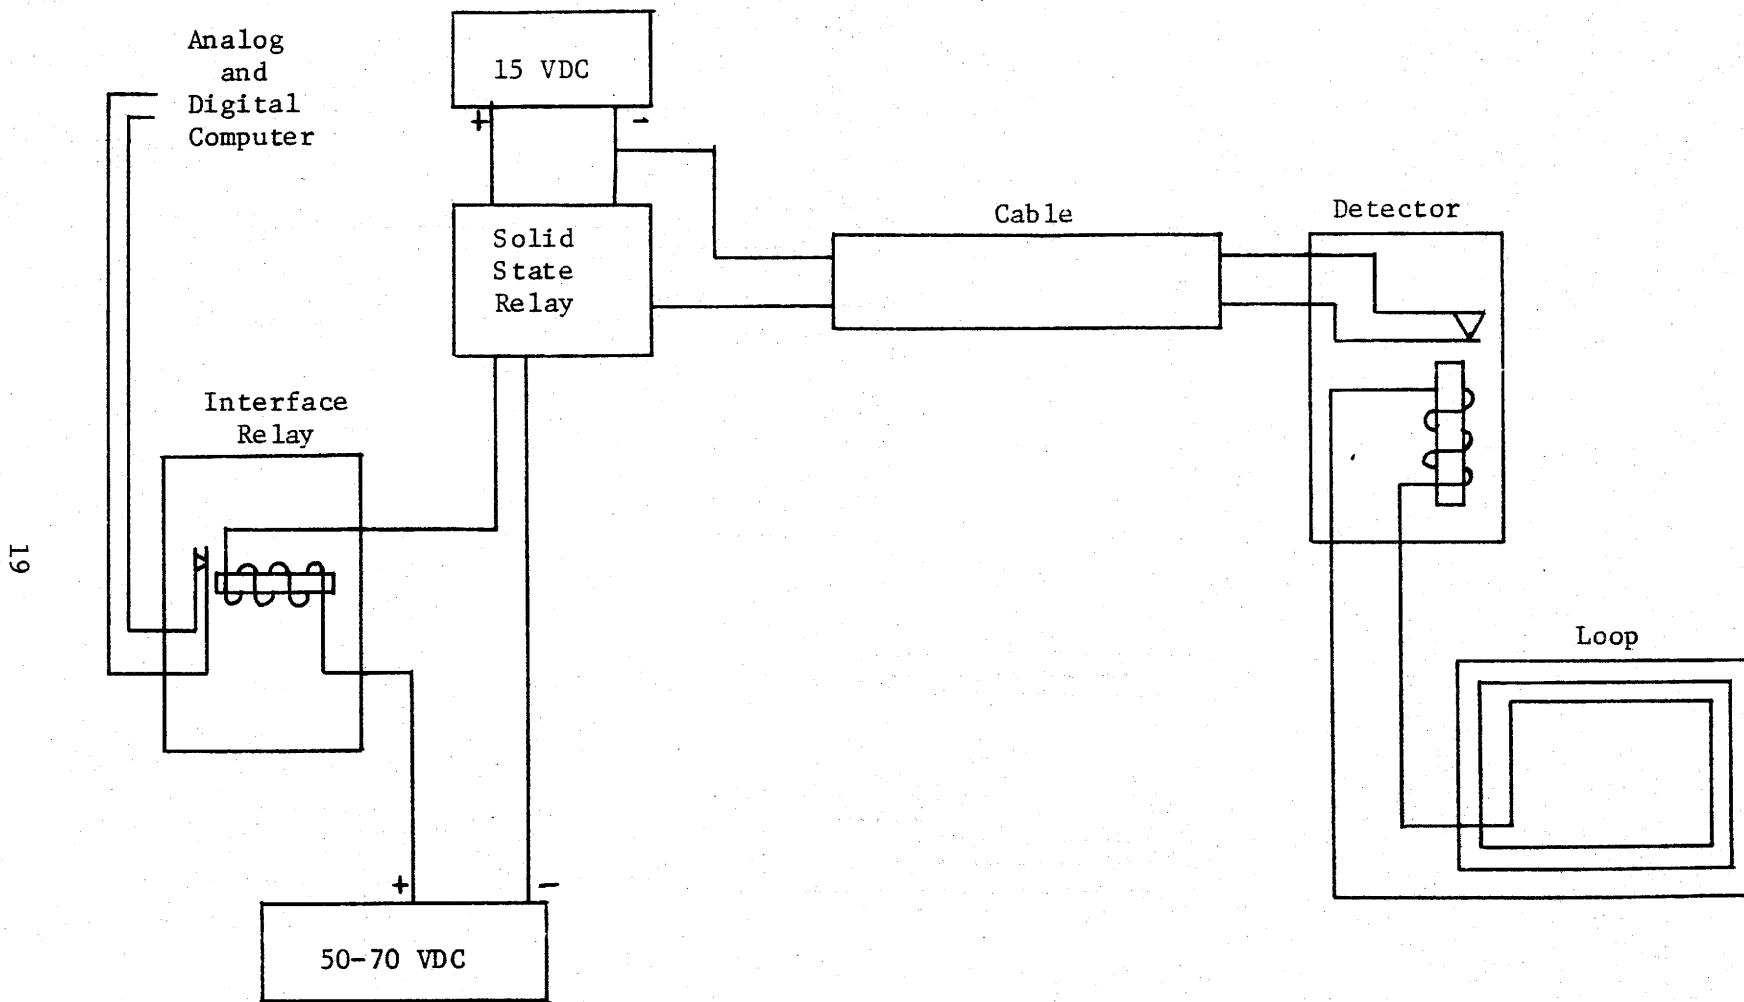 Analog
and
Digital
Computer
15 VDC
+
-
Solid
State
Relay
Cable
Detector
Interface
Relay
Loop
+
-
50-70 VDC
19